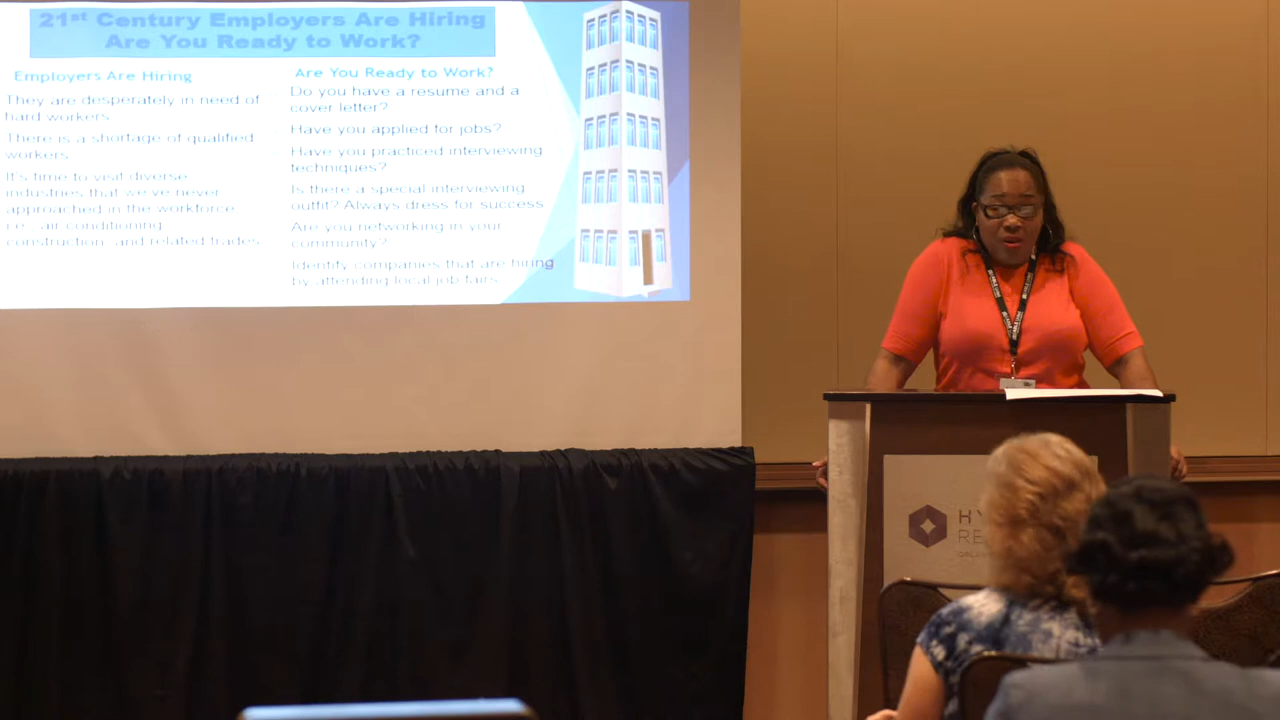 21st Century Employers Are Hiring
Are You Ready to Work?
Employers Are Hiring
They are desperately in need of
hard workers
There is a shortage of qualified
workers
It's time to visit diverse
industries that we've never
approached in the workforce
i.e., air conditioning,
construction, and related trades
Are You Ready to Work?
Do you have a resume and a
cover letter?
Have you applied for jobs?
Have you practiced interviewing
techniques?
Is there a special interviewing
outfit? Always dress for success
Are you networking in your
community?
Identify companies that are hiring
by attending local job fairs
HY
RE